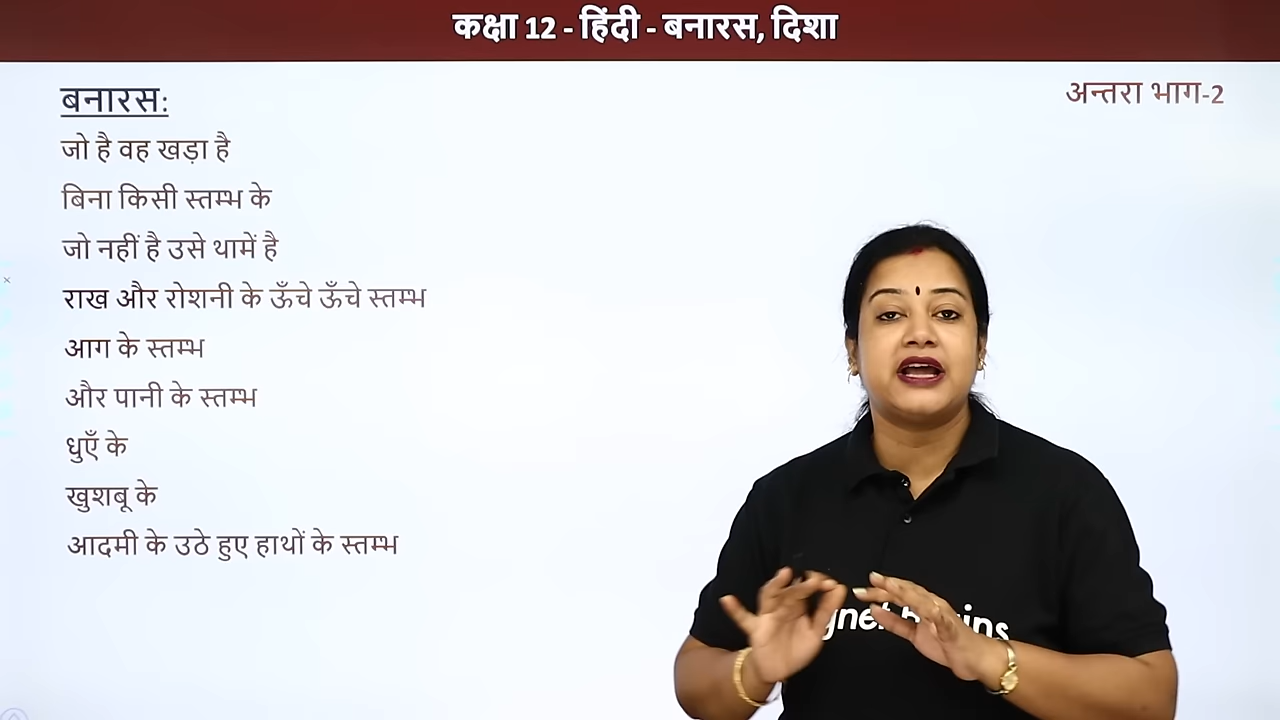 कक्षा 12 - हिंदी - बनारस, दिशा
अन्तरा भाग-2
बनारस:
जो है वह खड़ा है
बिना किसी स्तम्भ के
जो नहीं है उसे थामें है
राख और रोशनी के ऊँचे ऊँचे स्तम्भ
आग के स्तम्भ
और पानी के स्तम्भ
धुएँ के
खुशबू के
आदमी के उठे हुए हाथों के स्तम्भ